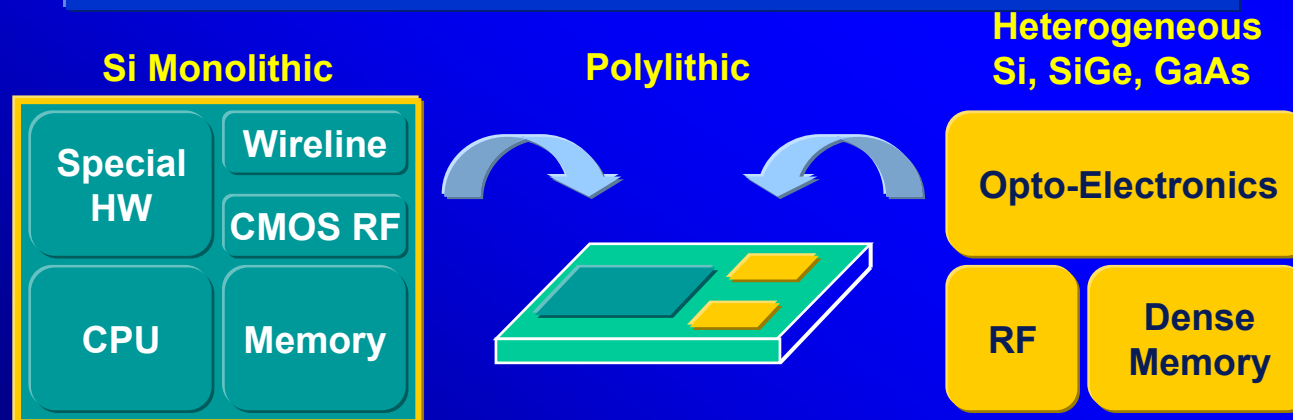 Si Monolithic
Polylithic
Heterogeneous
Si, SiGe, GaAs
Special
HW
Wireline
CMOS RF
CPU
Memory
Opto-Electronics
RF
Dense
Memory